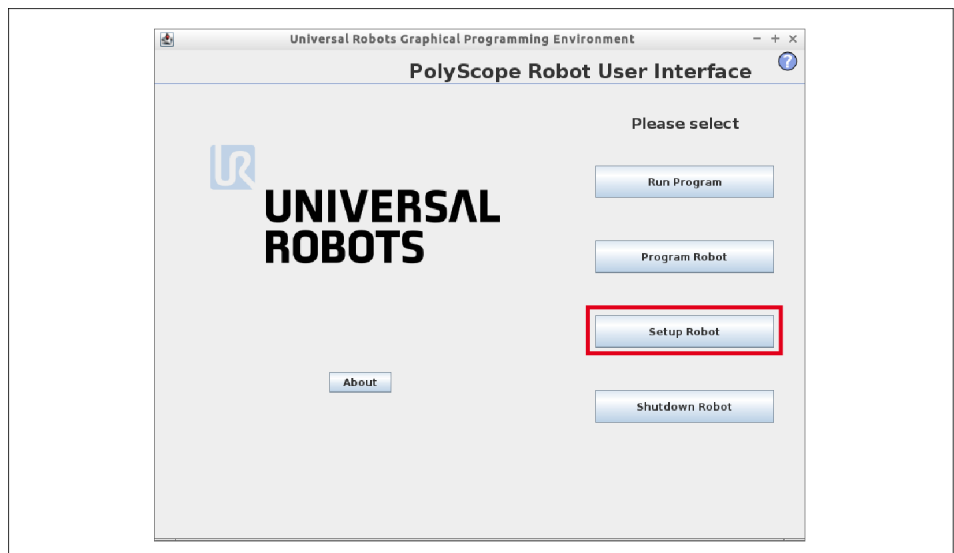 Universal Robots Graphical Programming Environment
PolyScope Robot User Interface
?
Please select
UR
UNIVERSAL
ROBOTS
Run Program
Program Robot
Setup Robot
About
Shutdown Robot